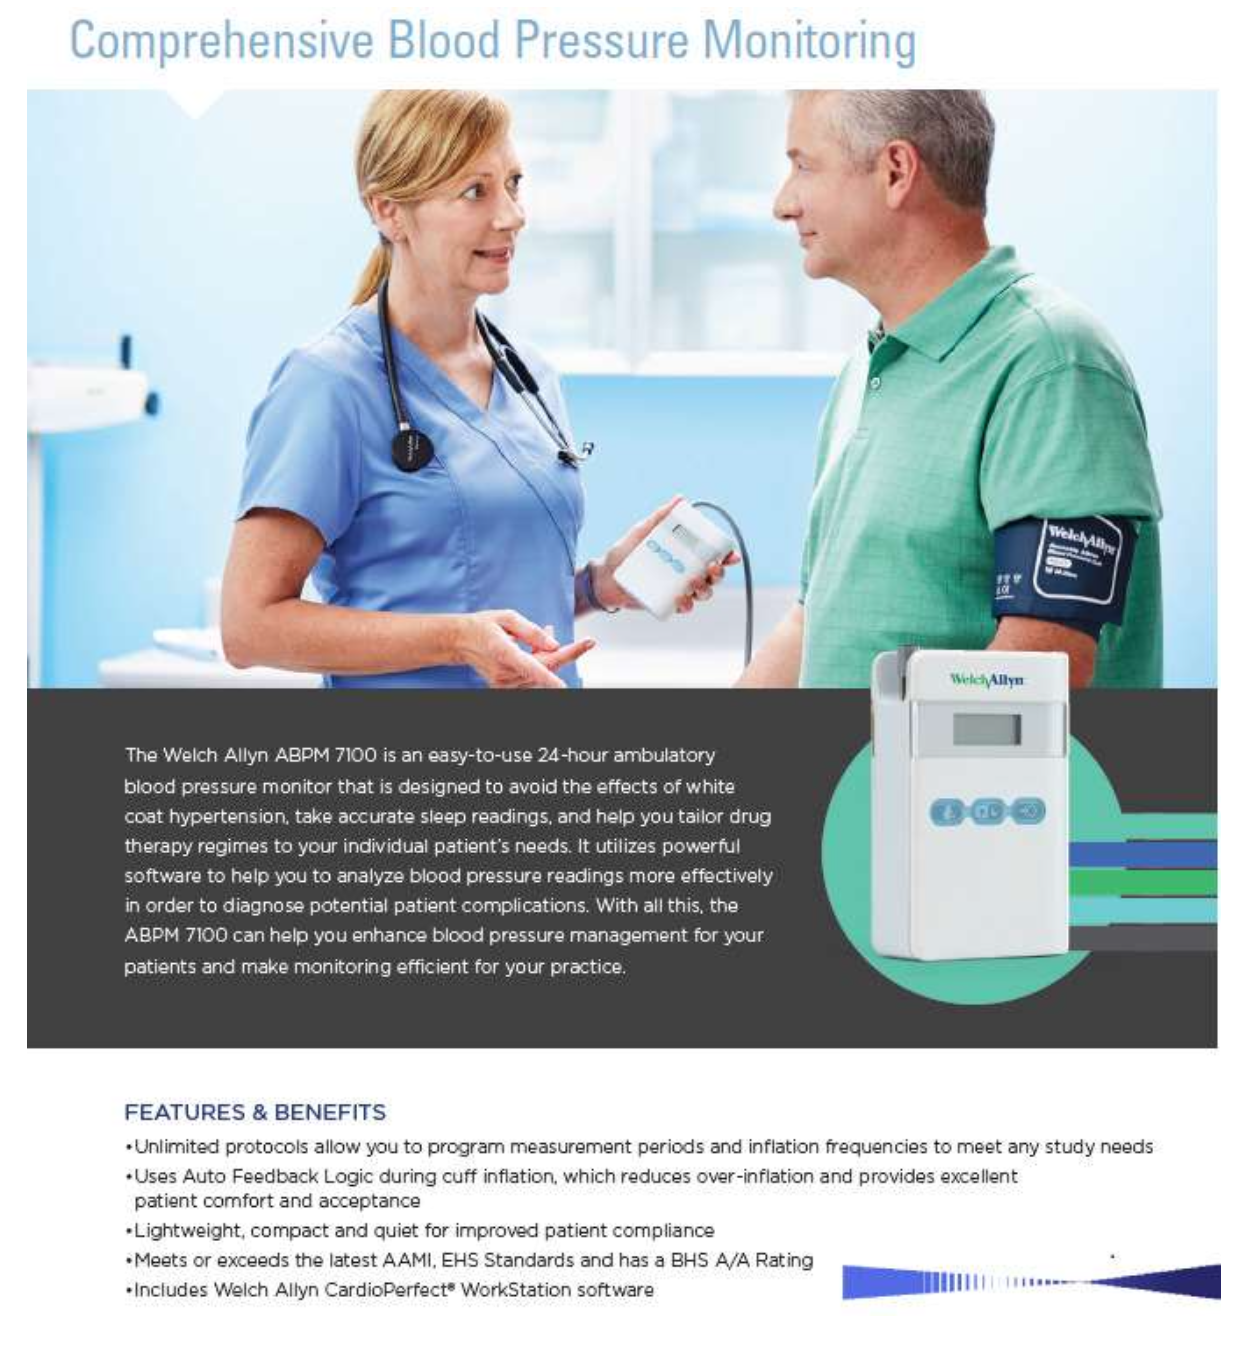 Comprehensive Blood Pressure Monitoring
WelchAllyn
WelchAllyn
The Welch Allyn ABPM 7100 is an easy-to-use 24-hour ambulatory
blood pressure monitor that is designed to avoid the effects of white
coat hypertension, take accurate sleep readings, and help you tailor drug
therapy regimes to your individual patient's needs. It utilizes powerful
software to help you to analyze blood pressure readings more effectively
in order to diagnose potential patient complications. With all this, the
ABPM 7100 can help you enhance blood pressure management for your
patients and make monitoring efficient for your practice.
FEATURES & BENEFITS
•Unlimited protocols allow you to program measurement periods and inflation frequencies to meet any study needs
•Uses Auto Feedback Logic during cuff inflation, which reduces over-inflation and provides excellent
patient comfort and acceptance
•Lightweight, compact and quiet for improved patient compliance
•Meets or exceeds the latest AAMI, EHS Standards and has a BHS A/A Rating
•Includes Welch Allyn CardioPerfect® WorkStation software